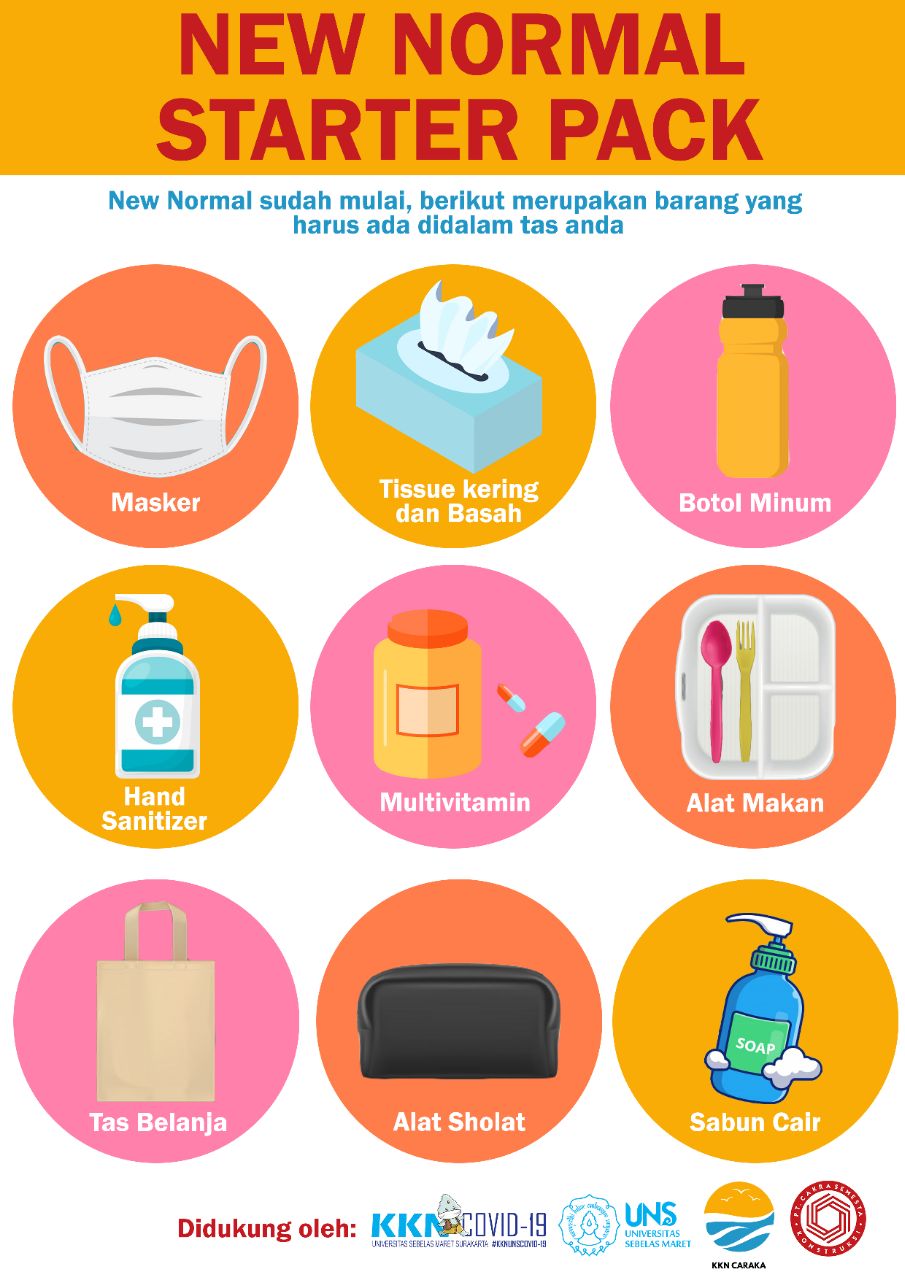 NEW NORMAL
STARTER PACK
New Normal sudah mulai, berikut merupakan barang yang
harus ada didalam tas anda
Masker
Tissue kering
dan Basah
Botol Minum
Hand
Sanitizer
Multivitamin
Alat Makan
Tas Belanja
Alat Sholat
SOAP
Sabun Cair
Didukung oleh:
KKN COVID-19
UNIVERSITAS SEBELAS MARET SURAKARTA #KKNUNSCOVID-19
UNS
UNIVERSITAS
SEBELAS MARET
KKN CARAKA
PT. CAKRA SEMESTA
KONSTRUKSI